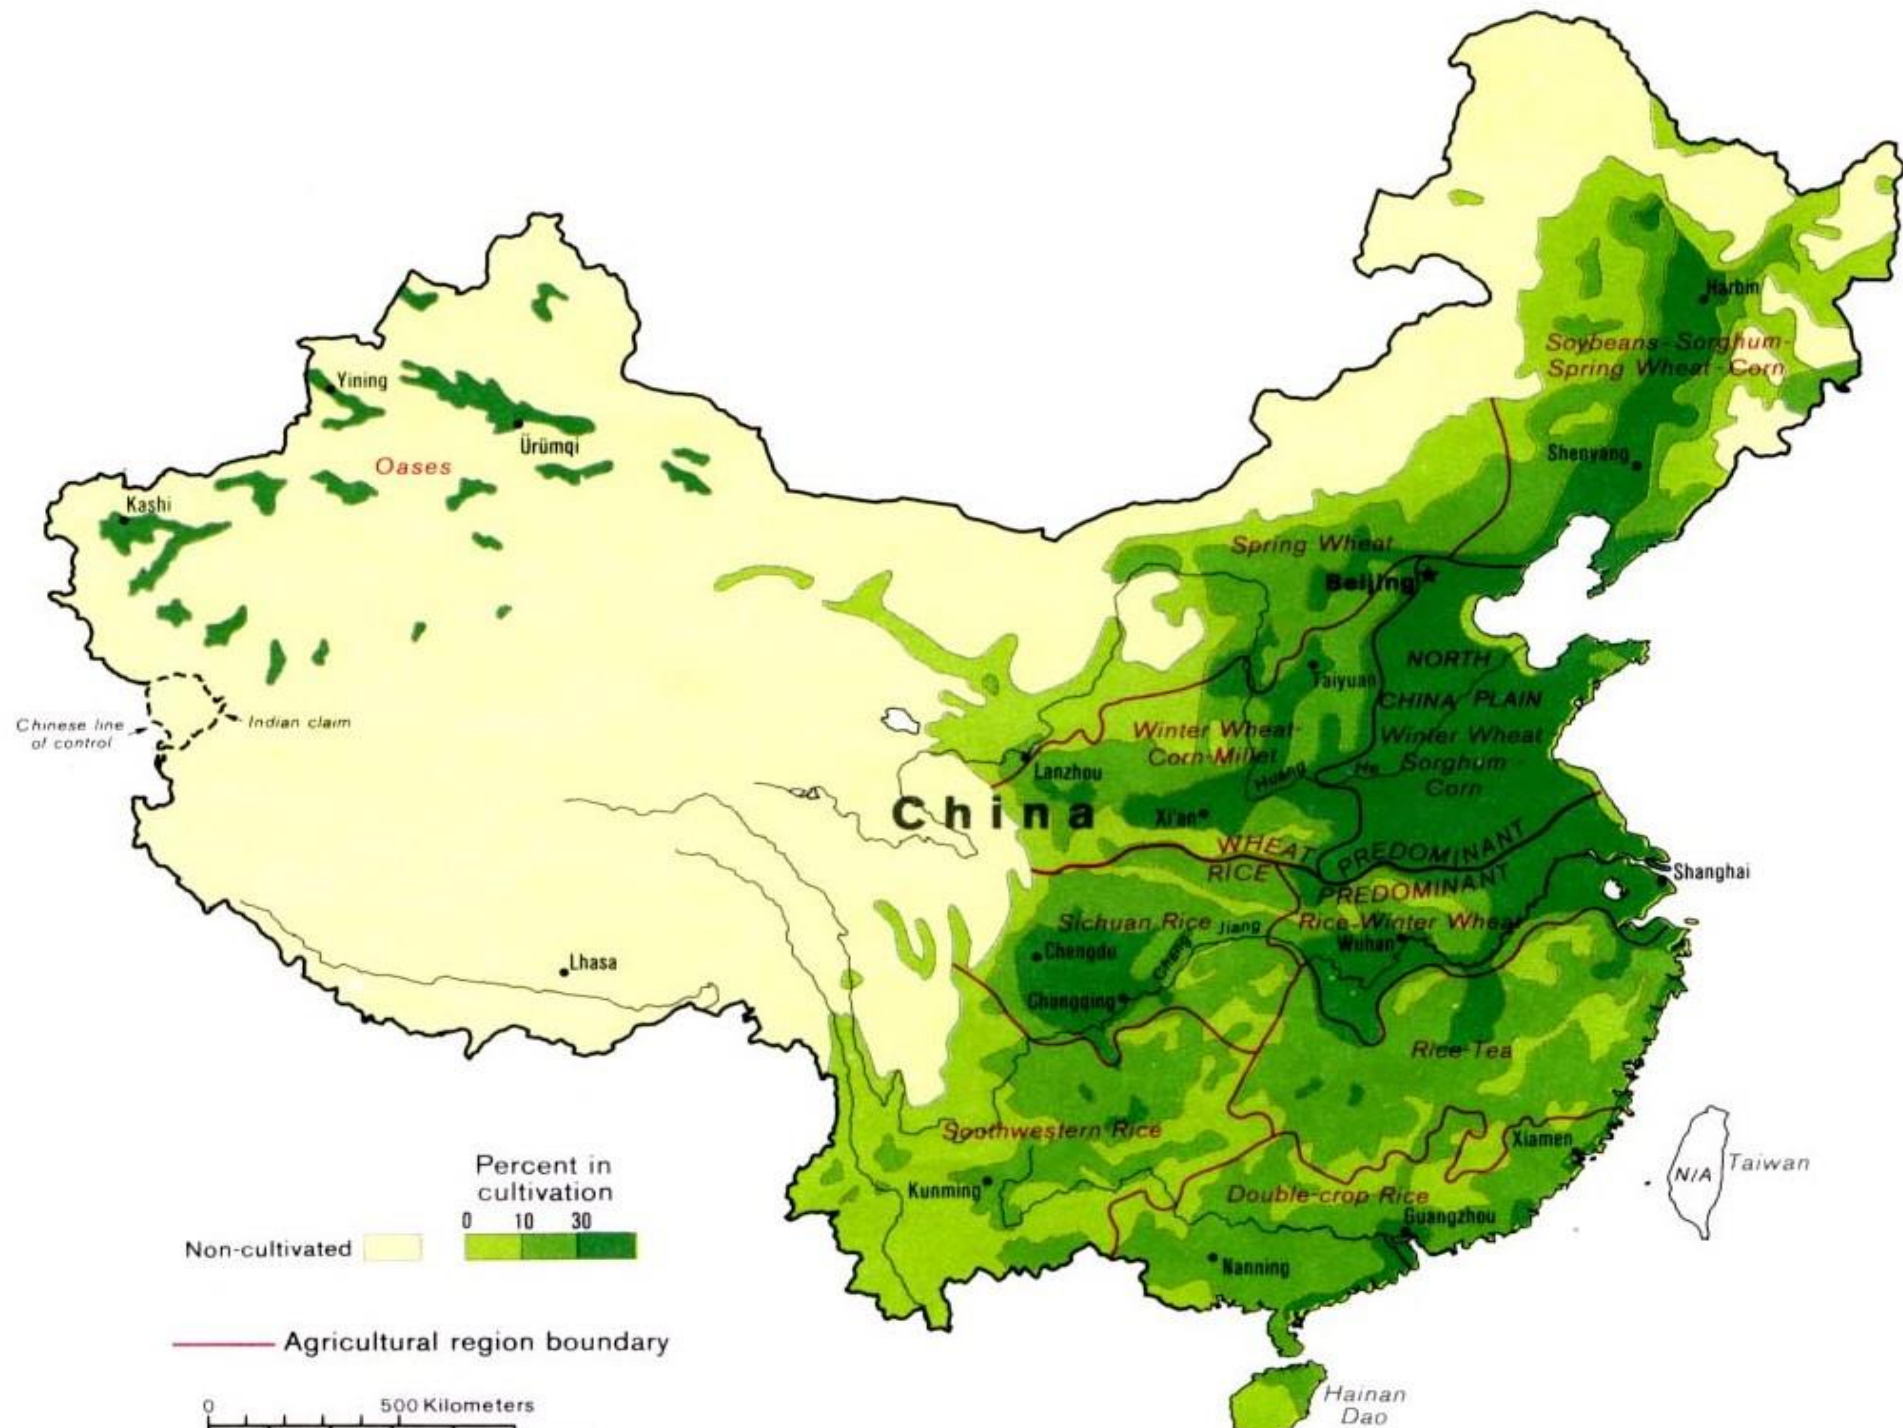 Harbin
Soybeans-Sorghum-
Spring Wheat-Corn
Yining
Ürümqi
Oases
Shenyang
Kashi
Spring Wheat
Beijing
NORTH
CHINA PLAIN
Taiyuan
Chinese line
of control
Indian claim
Winter Wheat-
Corn-Millet
Winter Wheat
Sorghum-
Corn
Lanzhou
Huang
He
China
Xi'an
WHEAT
PREDOMINANT
RICE
PREDOMINANT
Shanghai
Sichuan Rice
Chang
Jiang
Rice-Winter Wheat
Wuhan
Chengdu
Lhasa
Chongqing
Rice-Tea
Southwestern Rice
Xiamen
N/A
Taiwan
Kunming
Double-crop Rice
Guangzhou
Nanning
Percent in
cultivation
0 10 30
Non-cultivated
Agricultural region boundary
0 500 Kilometers
Hainan
Dao